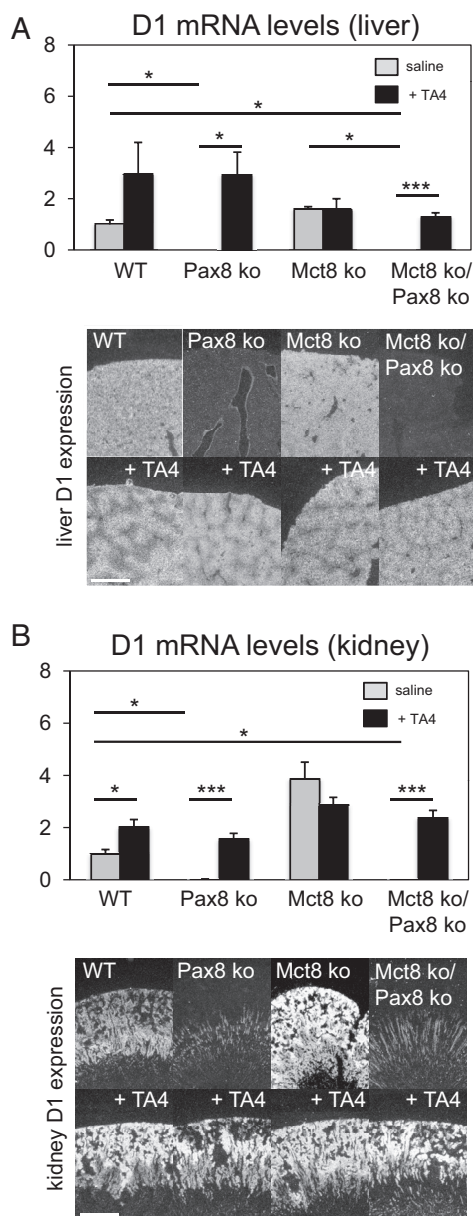 A
D1 mRNA levels (liver)
8
6
4
2
0
saline
+ TA4
*
*
*
*
***
WT
Pax8 ko
Mct8 ko
Mct8 ko/
Pax8 ko
liver D1 expression
WT
Pax8 ko
Mct8 ko
Mct8 ko/
Pax8 ko
+ TA4
+ TA4
+ TA4
+ TA4
B
D1 mRNA levels (kidney)
8
6
4
2
0
saline
+ TA4
*
*
*
***
***
WT
Pax8 ko
Mct8 ko
Mct8 ko/
Pax8 ko
kidney D1 expression
WT
Pax8 ko
Mct8 ko
Mct8 ko/
Pax8 ko
+ TA4
+ TA4
+ TA4
+ TA4